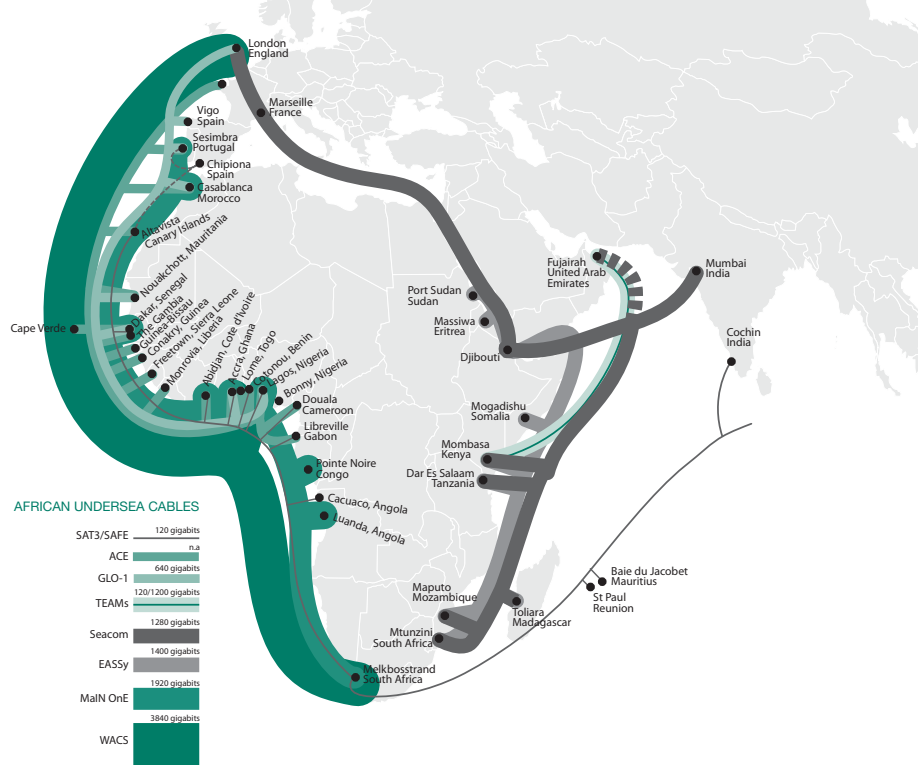 London
England
Marseille
France
Vigo
Spain
Sesimbra
Portugal
Chipiona
Spain
Casablanca
Morocco
Altavista
Canary Islands
Nouakchott, Mauritania
Dakar, Senegal
The Gambia
Guinea-Bissau
Conakry, Guinea
Freetown, Sierra Leone
Monrovia, Liberia
Cape Verde
Abidjan, Cote d'Ivoire
Accra, Ghana
Lome, Togo
Cotonou, Benin
Lagos, Nigeria
Bonny, Nigeria
Douala
Cameroon
Libreville
Gabon
Pointe Noire
Congo
Cacuaco, Angola
Luanda, Angola
Port Sudan
Sudan
Massiwa
Eritrea
Djibouti
Fujairah
United Arab
Emirates
Mumbai
India
Cochin
India
Mogadishu
Somalia
Mombasa
Kenya
Dar Es Salaam
Tanzania
Baie du Jacobet
Mauritius
St Paul
Reunion
Maputo
Mozambique
Toliara
Madagascar
Mtunzini
South Africa
Melkbosstrand
South Africa
AFRICAN UNDERSEA CABLES
120 gigabits
SAT3/SAFE
n.a
ACE
640 gigabits
GLO-1
120/1200 gigabits
TEAMs
1280 gigabits
Seacom
1400 gigabits
EASSy
1920 gigabits
MaIN OnE
3840 gigabits
WACS